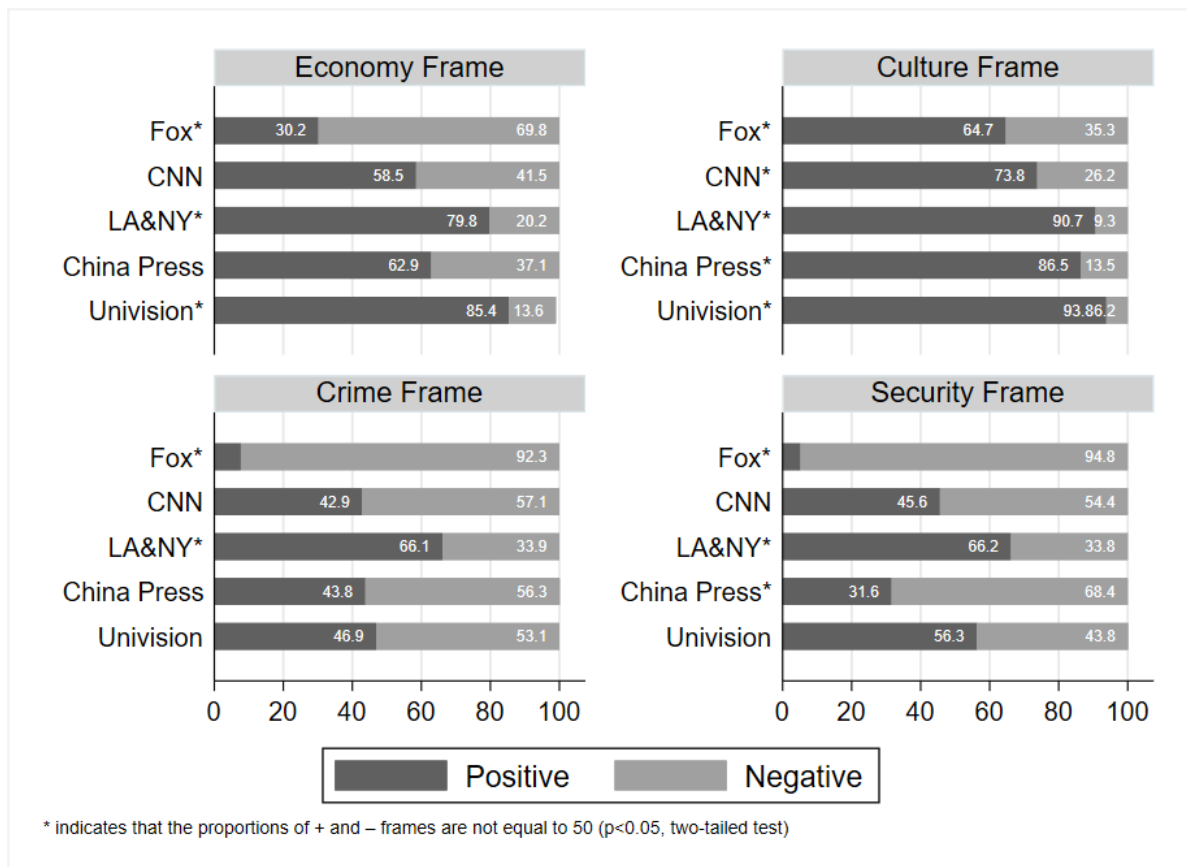 Economy Frame
Fox* 30.2 69.8
CNN 58.5 41.5
LA&NY* 79.8 20.2
China Press 62.9 37.1
Univision* 85.4 13.6
Culture Frame
Fox* 64.7 35.3
CNN* 73.8 26.2
LA&NY* 90.7 9.3
China Press* 86.5 13.5
Univision* 93.8 6.2
Crime Frame
Fox* 92.3
CNN 42.9 57.1
LA&NY* 66.1 33.9
China Press 43.8 56.3
Univision 46.9 53.1
0 20 40 60 80 100
Security Frame
Fox* 94.8
CNN 45.6 54.4
LA&NY* 66.2 33.8
China Press* 31.6 68.4
Univision 56.3 43.8
0 20 40 60 80 100
Positive Negative
* indicates that the proportions of + and – frames are not equal to 50 (p<0.05, two-tailed test)